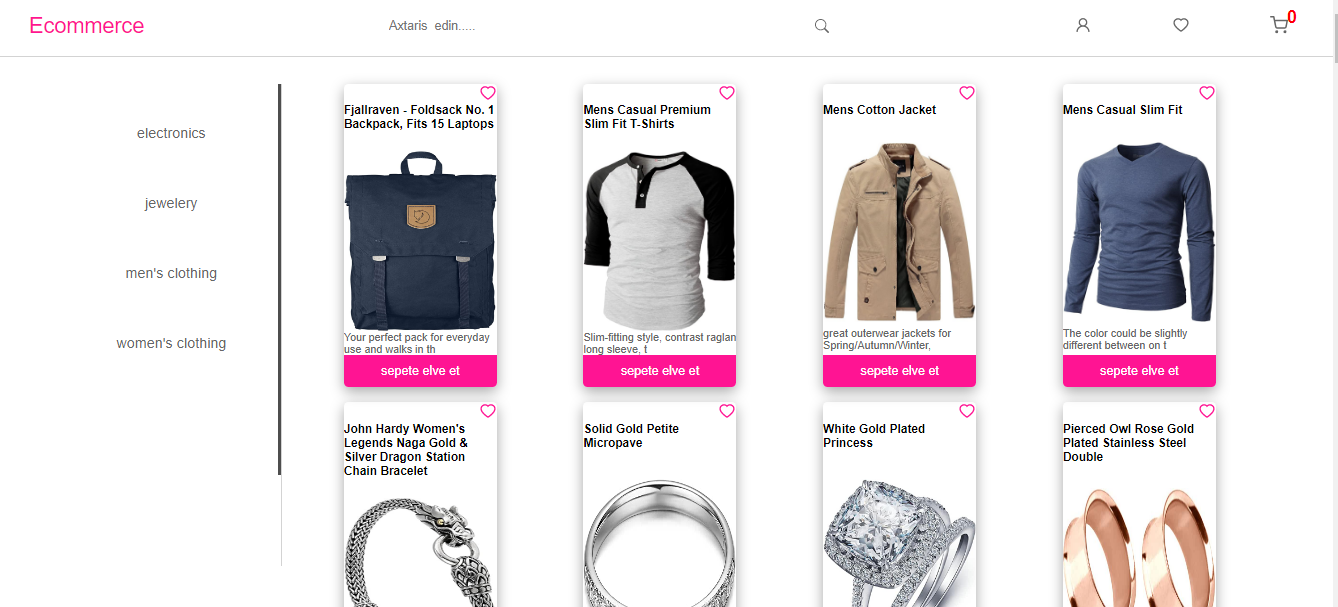 Ecommerce
Axtaris edin.....
0
electronics
jewelery
men's clothing
women's clothing
Fjallraven - Foldsack No. 1
Backpack, Fits 15 Laptops
Your perfect pack for everyday
use and walks in th
sepete elve et
Mens Casual Premium
Slim Fit T-Shirts
Slim-fitting style, contrast raglan
long sleeve, t
sepete elve et
Mens Cotton Jacket
great outerwear jackets for
Spring/Autumn/Winter,
sepete elve et
Mens Casual Slim Fit
The color could be slightly
different between on t
sepete elve et
John Hardy Women's
Legends Naga Gold &
Silver Dragon Station
Chain Bracelet
Solid Gold Petite
Micropave
White Gold Plated
Princess
Pierced Owl Rose Gold
Plated Stainless Steel
Double